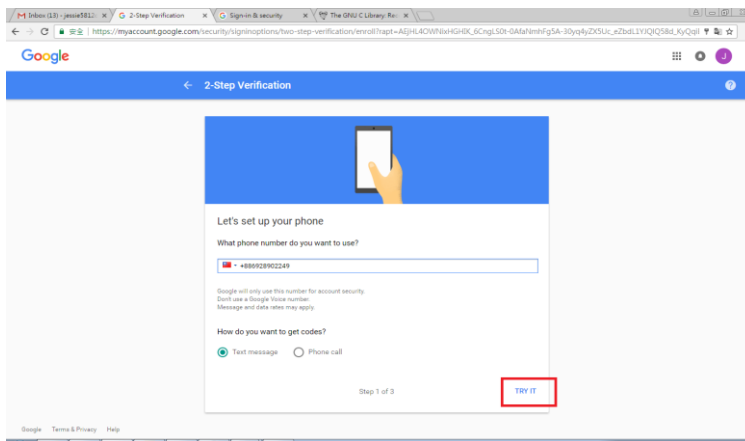 Inbox (13) - jessie5812
2-Step Verification
Sign-in & security
The GNU C Library: Re
安全 | https://myaccount.google.com/security/signinoptions/two-step-verification/enroll?rapt=
Google
J
2-Step Verification
Let's set up your phone
What phone number do you want to use?
+886928902249
Google will only use this number for account security.
Don't use a Google Voice number.
Message and data rates may apply.
How do you want to get codes?
Text message
Phone call
Step 1 of 3
TRY IT
Google Terms & Privacy Help